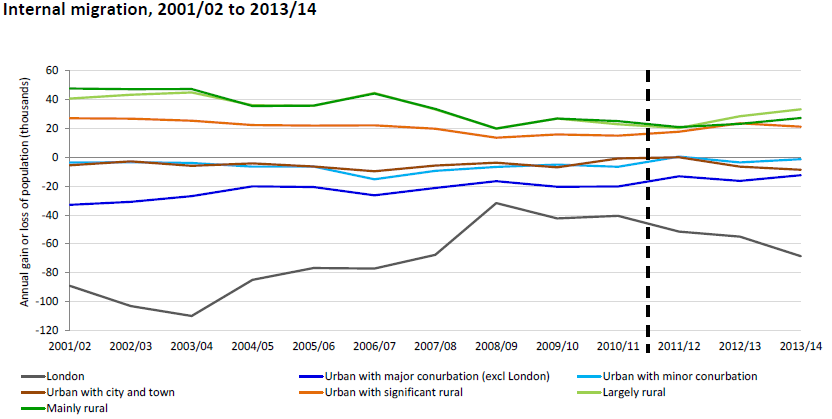 Internal migration, 2001/02 to 2013/14
Annual gain or loss of population (thousands)
60
40
20
0
-20
-40
-60
-80
-100
-120
2001/02 2002/03 2003/04 2004/05 2005/06 2006/07 2007/08 2008/09 2009/10 2010/11 2011/12 2012/13 2013/14
London Urban with major conurbation (excl London) Urban with minor conurbation
Urban with city and town Urban with significant rural Largely rural
Mainly rural